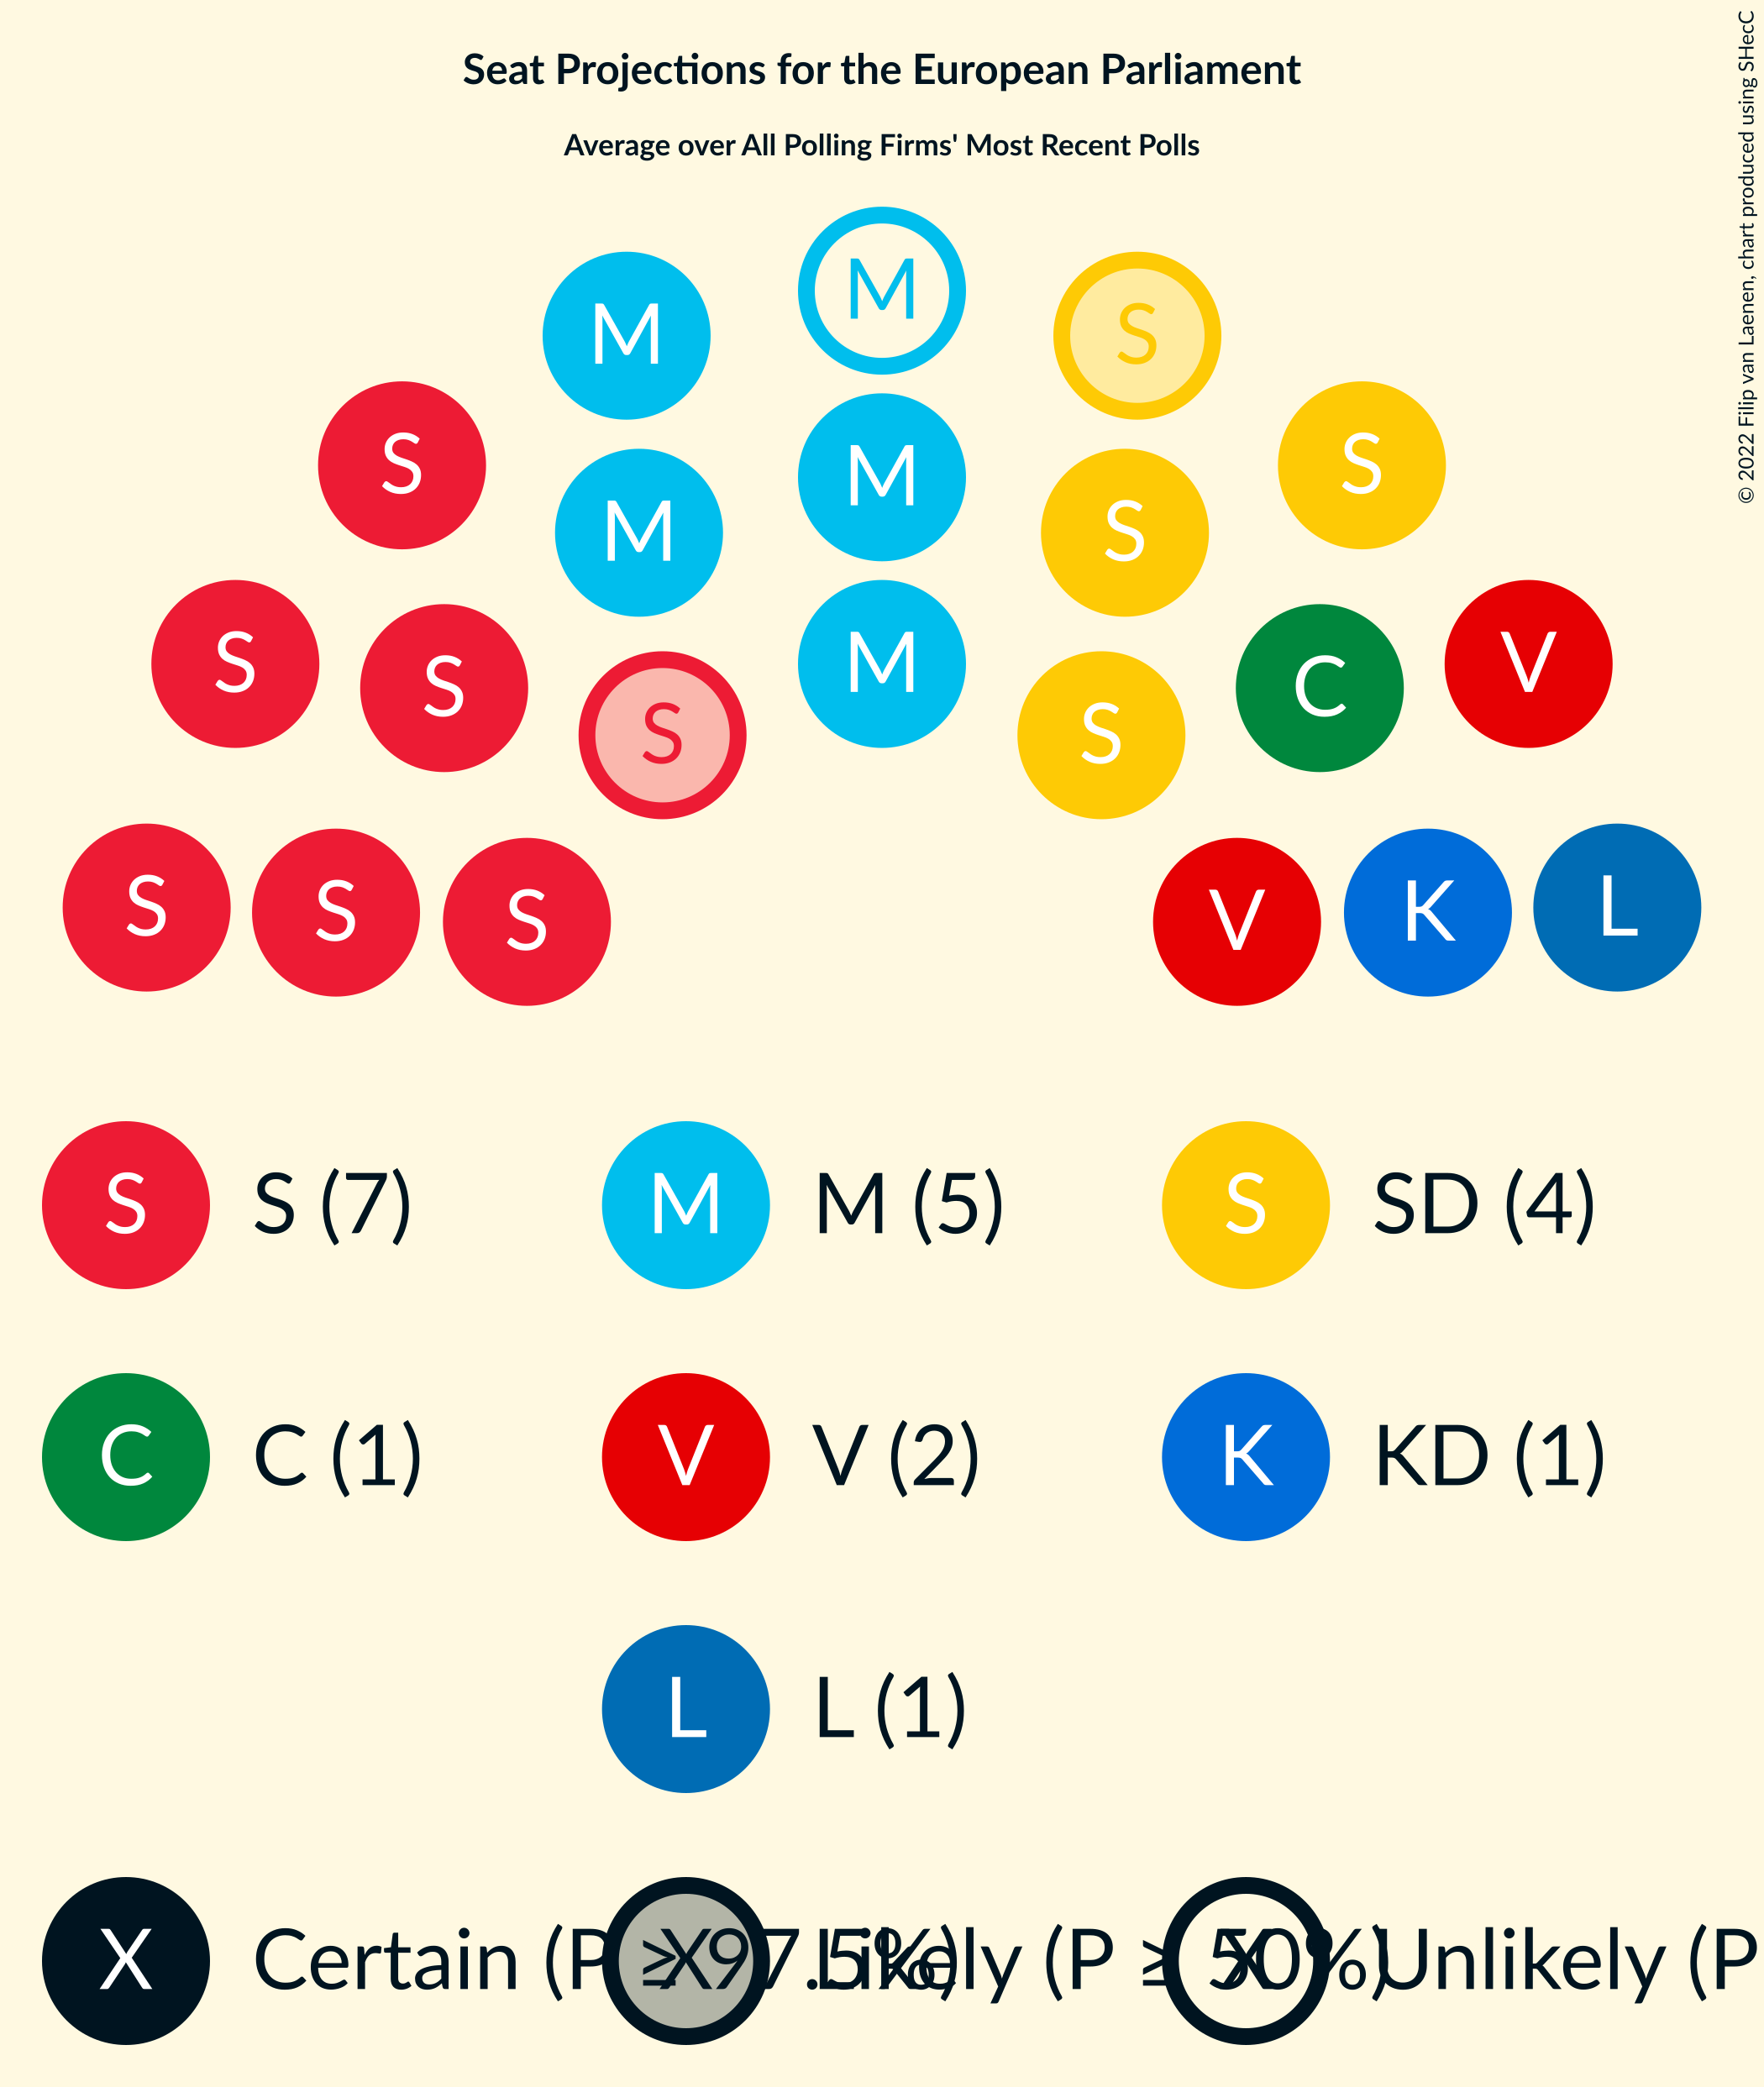 Seat Projections for the European Parliament
Average over All Polling Firms' Most Recent Polls
© 2022 Filip van Laenen, chart produced using SHecC
M
M S
S S
M
M S
S V
S C
M
S S
S L
S K
S V
S S (7) M M (5) S SD (4)
C C (1) V V (2) K KD (1)
L L (1)
X Certain (P ≥ 97.5%) X Likely (P ≥ 50%) X Unlikely (P